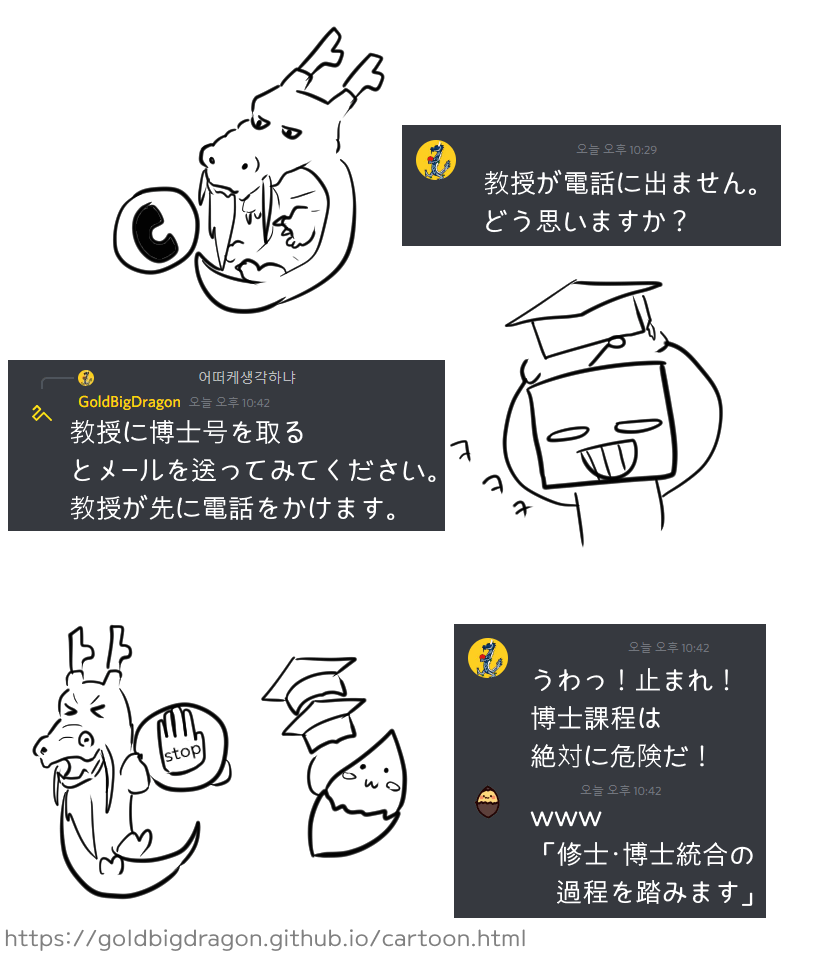 오늘 오후 10:29
教授が電話に出ません。
どう思いますか？
어떠케생각하냐
GoldBigDragon 오늘 오후 10:42
教授に博士号を取る
とメールを送ってみてください。
教授が先に電話をかけます。
ㅋ
ㅋ
ㅋ
stop
오늘 오후 10:42
うわっ！止まれ！
博士課程は
絶対に危険だ！
오늘 오후 10:42
www
「修士·博士統合の
過程を踏みます」
https://goldbigdragon.github.io/cartoon.html